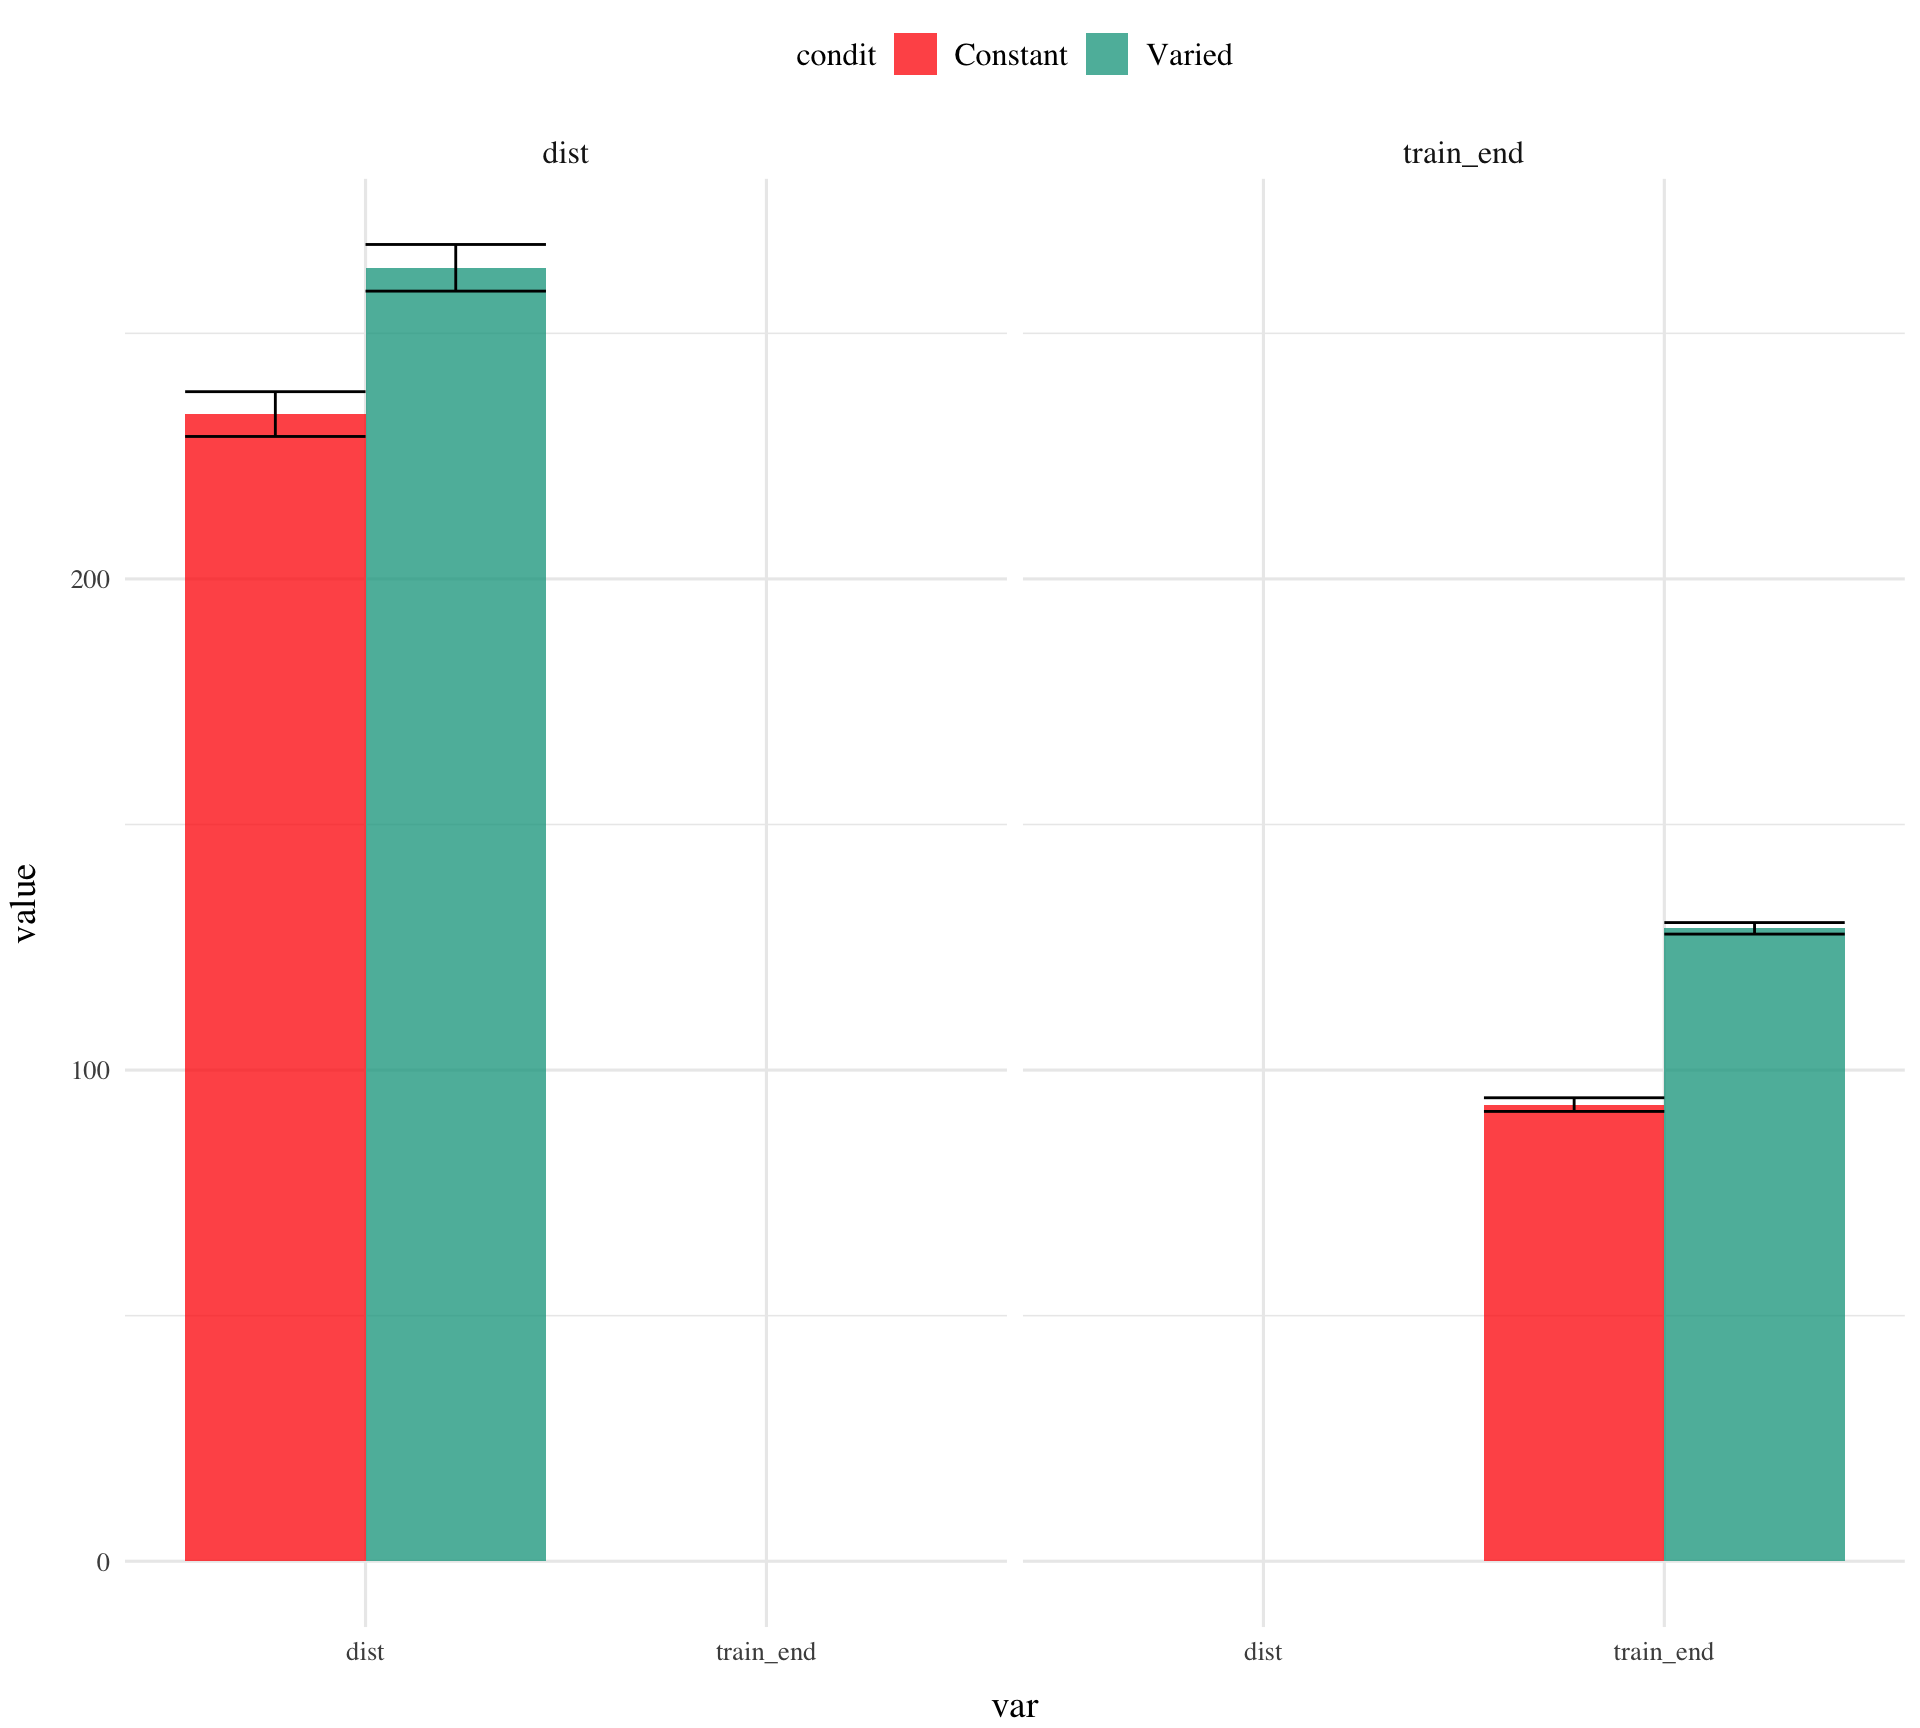 condit Constant Varied
dist train_end
value
200
100
0
dist train_end dist train_end
var